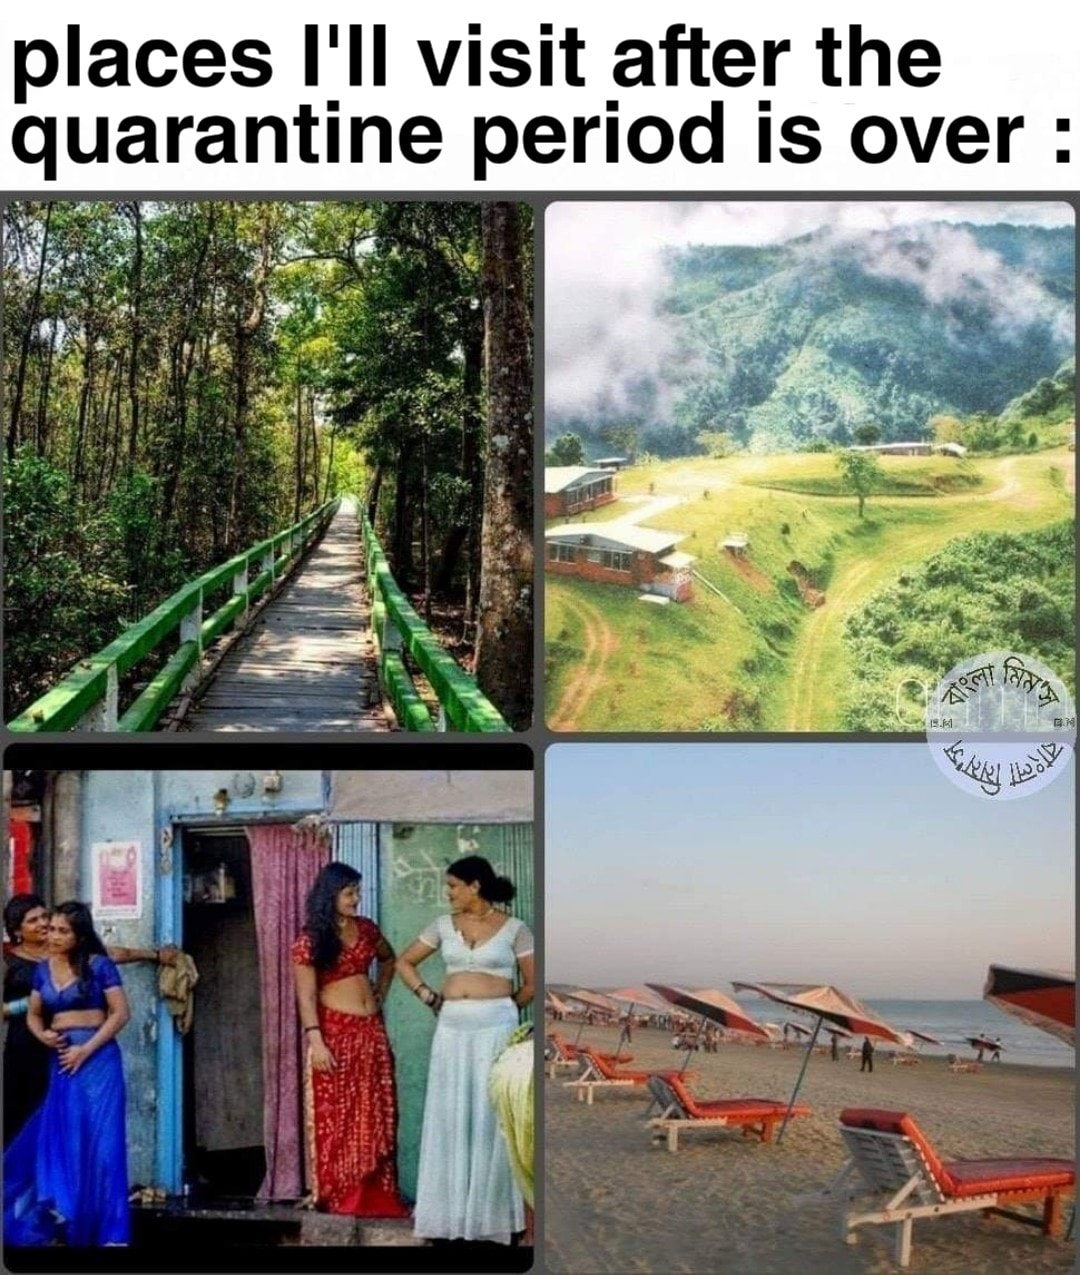 places I'll visit after the
quarantine period is over :
বাংলা মিম'স
B.M B.M
বাংলা মিম'স